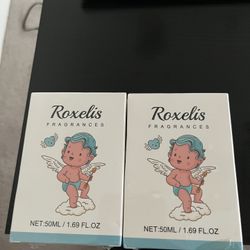 Roxelis
FRAGRANCES
NET:50ML / 1.69 FL.OZ
Roxelis
FRAGRANCES
NET:50ML / 1.69 FL.OZ